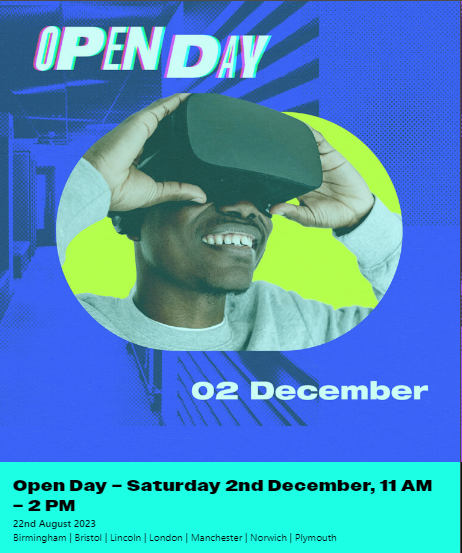 OPEN DAY
02 December
Open Day – Saturday 2nd December, 11 AM
– 2 PM
22nd August 2023
Birmingham | Bristol | Lincoln | London | Manchester | Norwich | Plymouth